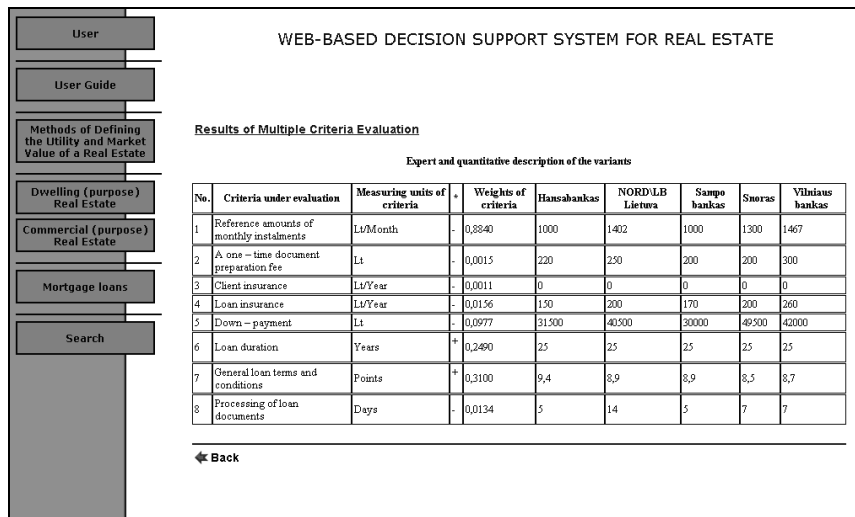 User
User Guide
Methods of Defining
the Utility and Market
Value of a Real Estate
Dwelling (purpose)
Real Estate
Commercial (purpose)
Real Estate
Mortgage loans
Search
WEB-BASED DECISION SUPPORT SYSTEM FOR REAL ESTATE
Results of Multiple Criteria Evaluation
Expert and quantitative description of the variants
No. Criteria under evaluation Measuring units of criteria * Weights of criteria Hansabankas NORD\LB Lietuva Sampo bankas Snoras Vilniaus bankas
1 Reference amounts of monthly instalments Lt/Month - 0,8840 1000 1402 1000 1300 1467
2 A one – time document preparation fee Lt - 0,0015 220 250 200 200 300
3 Client insurance Lt/Year - 0,0011 0 0 0 0 0
4 Loan insurance Lt/Year - 0,0156 150 200 170 200 260
5 Down – payment Lt - 0,0977 31500 40500 30000 49500 42000
6 Loan duration Years + 0,2490 25 25 25 25 25
7 General loan terms and conditions Points + 0,3100 9,4 8,9 8,9 8,5 8,7
8 Processing of loan documents Days - 0,0134 5 14 5 7 7
Back